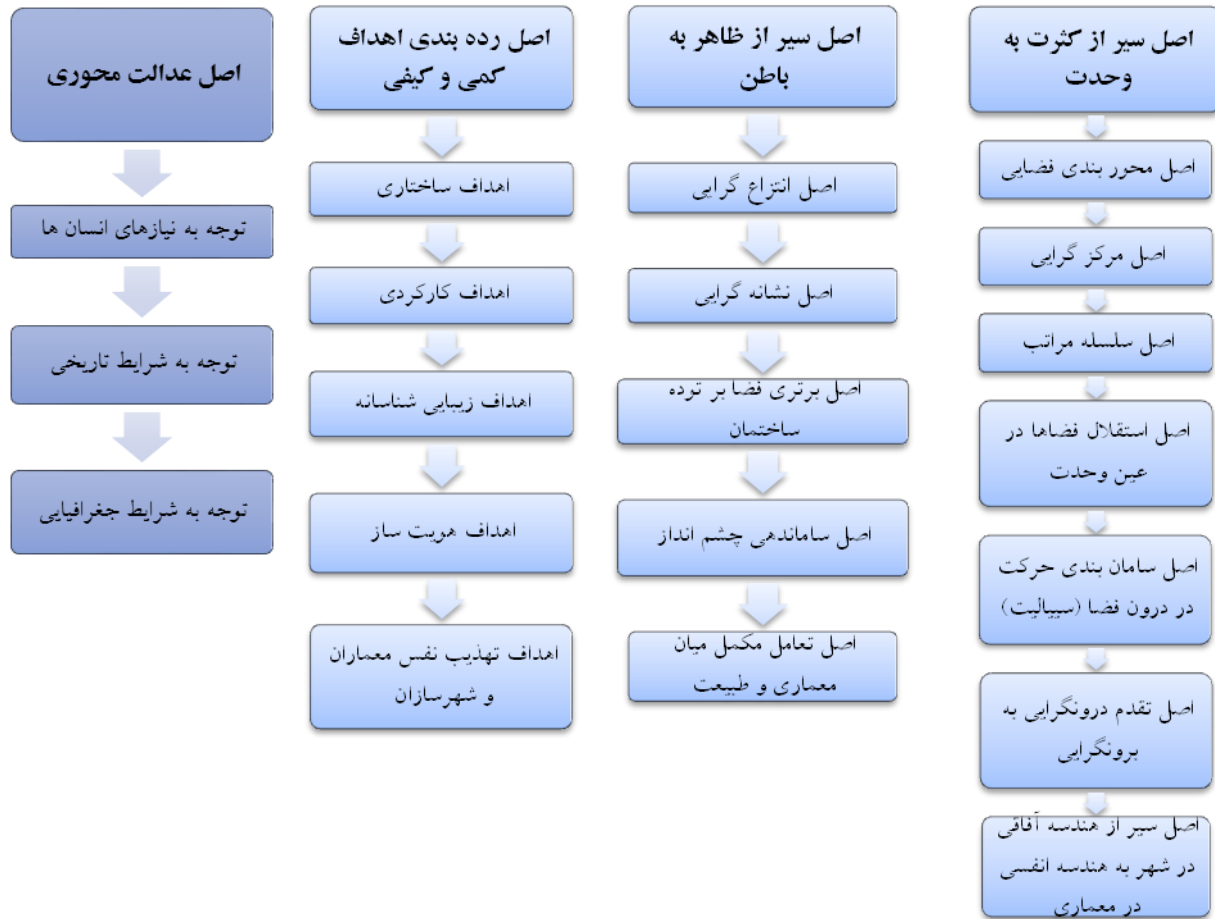 اصل سیر از کثرت به
وحدت
اصل محور بندی فضایی
اصل مرکز گرایی
اصل سلسله مراتب
اصل استقلال فضاها در
عین وحدت
اصل سامان بندی حرکت
در درون فضا (سیپالیت)
اصل تقدم درونگرایی به
برونگرایی
اصل سیر از هندسه آفاقی
در شهر به هندسه انفسی
در معماری
اصل سیر از ظاهر به
باطن
اصل انتزاع گرایی
اصل نشانه گرایی
اصل برتری فضا بر توده
ساختمان
اصل ساماندهی چشم انداز
اصل تعامل مکمل میان
معماری و طبیعت
اصل رده بندی اهداف
کمی و کیفی
اهداف ساختاری
اهداف کارکردی
اهداف زیبایی شناسانه
اهداف هویت ساز
اهداف تهذیب نفس معماران
و شهرسازان
اصل عدالت محوری
توجه به نیازهای انسان ها
توجه به شرایط تاریخی
توجه به شرایط جغرافیایی